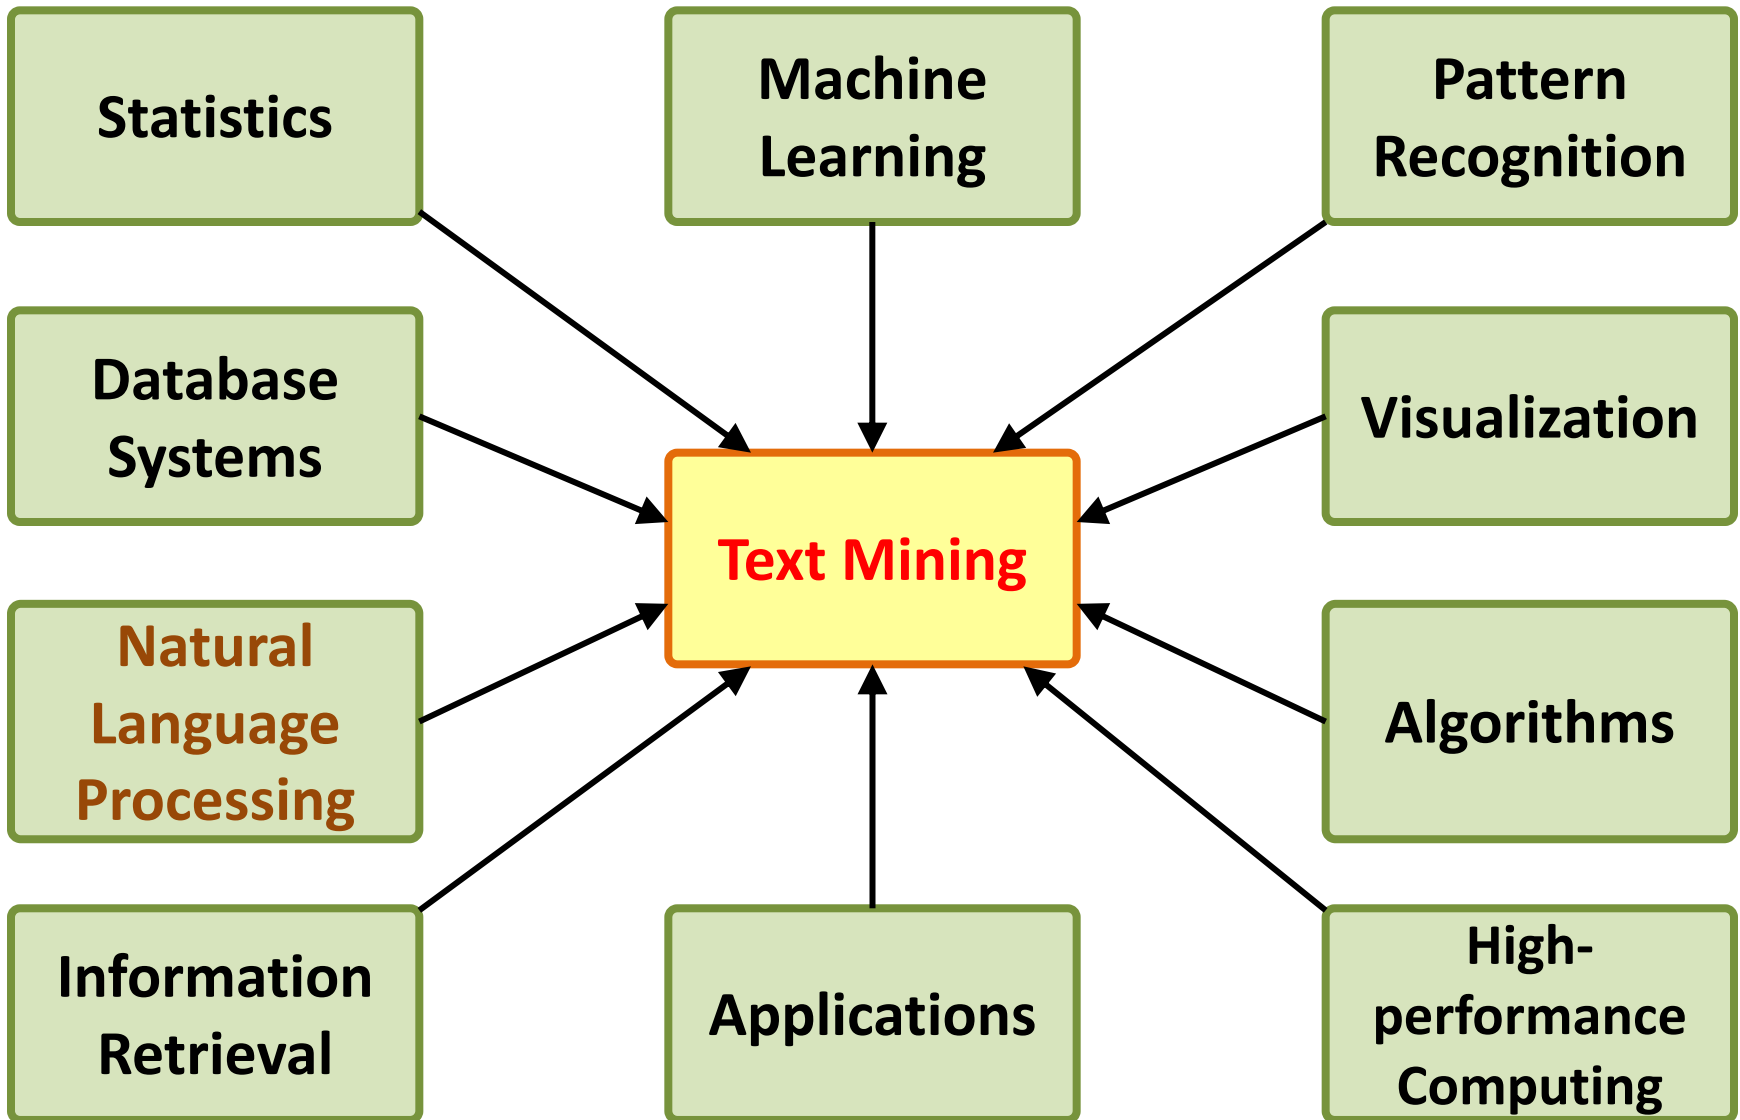 Statistics
Machine
Learning
Pattern
Recognition
Database
Systems
Visualization
Text Mining
Natural
Language
Processing
Algorithms
Information
Retrieval
Applications
High-
performance
Computing